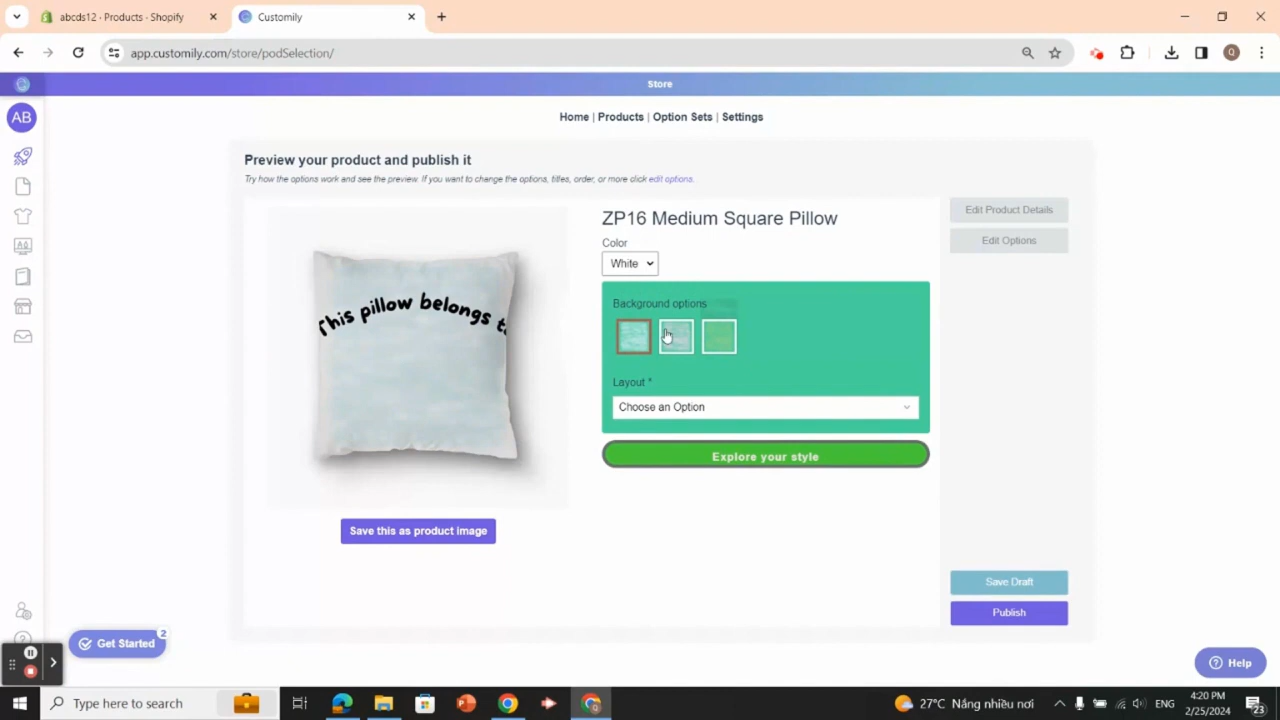 abcds12 · Products · Shopify
Customily
app.customily.com/store/podSelection/
Q
Store
AB
Home | Products | Option Sets | Settings
Preview your product and publish it
Try how the options work and see the preview. If you want to change the options, titles, order, or more click edit options.
This pillow belongs to
Save this as product image
ZP16 Medium Square Pillow
Color
White
Background options
Layout *
Choose an Option
Explore your style
Edit Product Details
Edit Options
Save Draft
Publish
Get Started
2
Help
Type here to search
27°C Nắng nhiều nơi
ENG
4:20 PM
2/25/2024
23